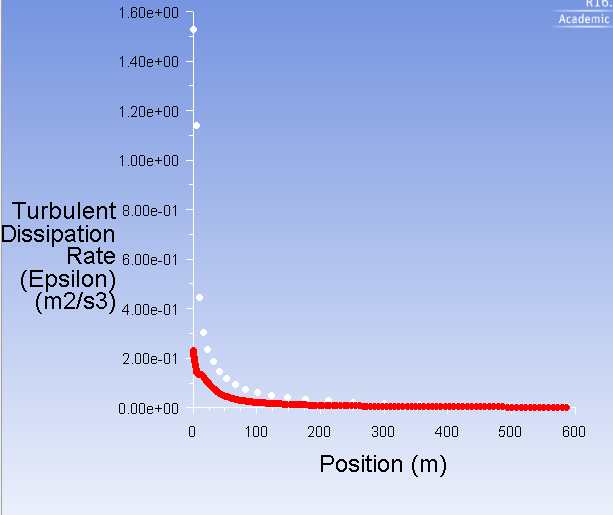 R16.
Academic
1.60e+00
1.40e+00
1.20e+00
1.00e+00
8.00e-01
6.00e-01
4.00e-01
2.00e-01
0.00e+00
Turbulent
Dissipation
Rate
(Epsilon)
(m2/s3)
0 100 200 300 400 500 600
Position (m)